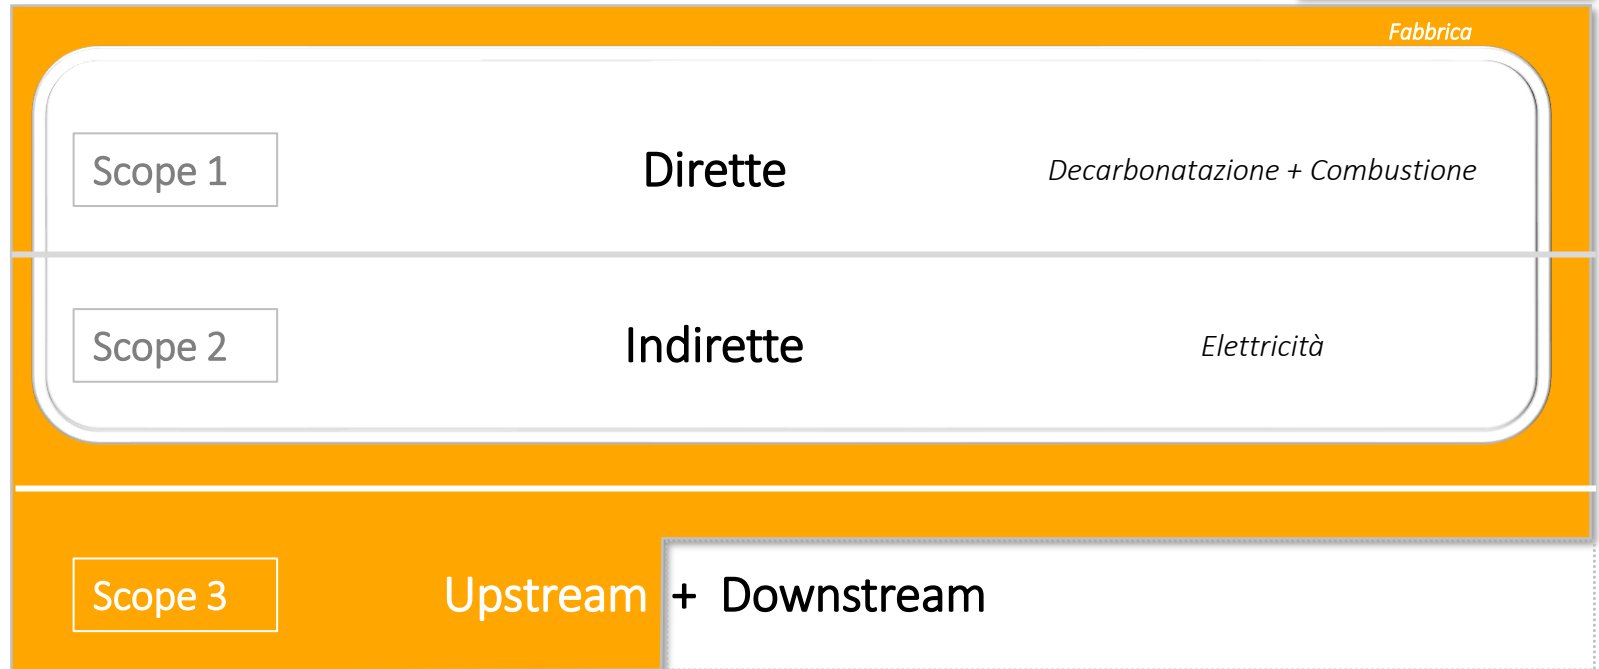 Fabbrica
Scope 1 Dirette Decarbonatazione + Combustione
Scope 2 Indirette Elettricità
Scope 3 Upstream + Downstream